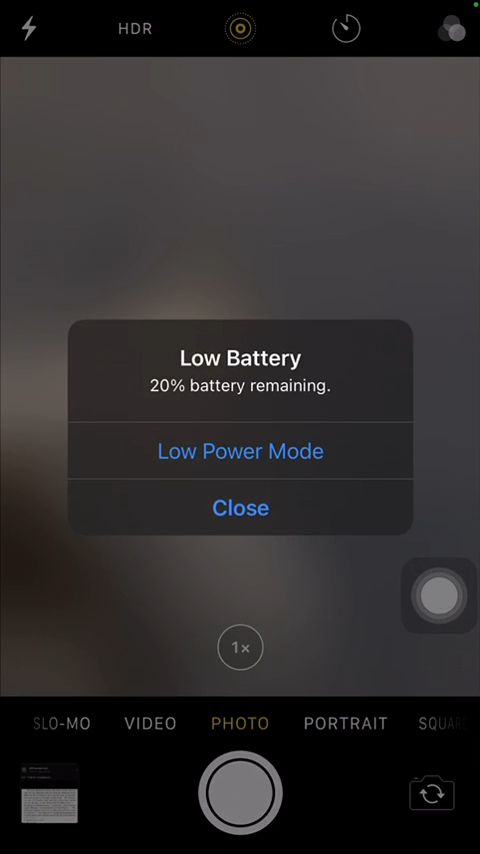 HDR
Low Battery
20% battery remaining.
Low Power Mode
Close
1×
SLO-MO VIDEO PHOTO PORTRAIT SQUAR